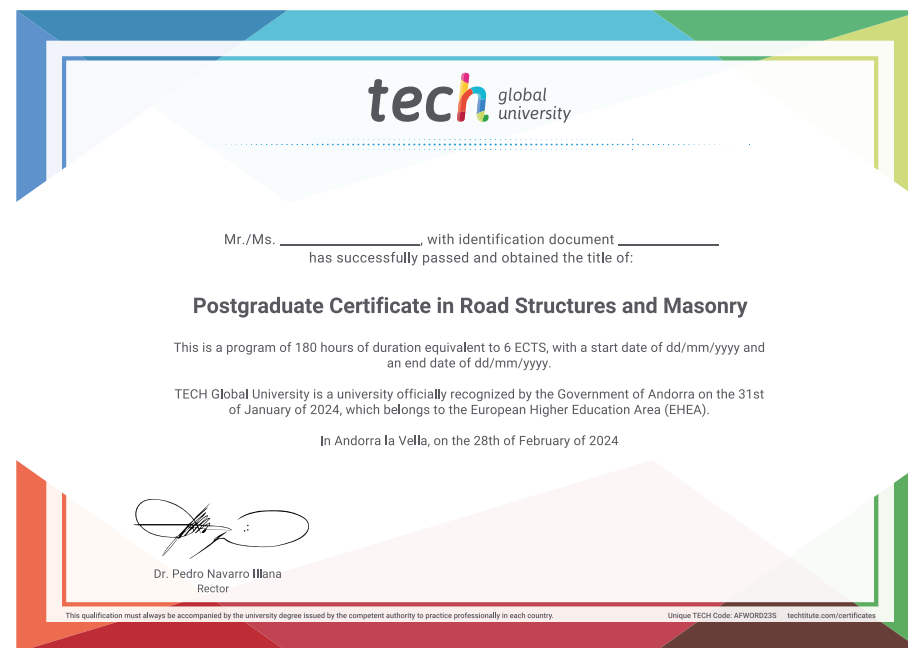 tech global university
Mr./Ms. ____________, with identification document ____________
has successfully passed and obtained the title of:
Postgraduate Certificate in Road Structures and Masonry
This is a program of 180 hours of duration equivalent to 6 ECTS, with a start date of dd/mm/yyyy and
an end date of dd/mm/yyyy.
TECH Global University is a university officially recognized by the Government of Andorra on the 31st
of January of 2024, which belongs to the European Higher Education Area (EHEA).
In Andorra la Vella, on the 28th of February of 2024
Dr. Pedro Navarro Illana
Rector
This qualification must always be accompanied by the university degree issued by the competent authority to practice professionally in each country. Unique TECH Code: AFWORD23S techtitute.com/certificates